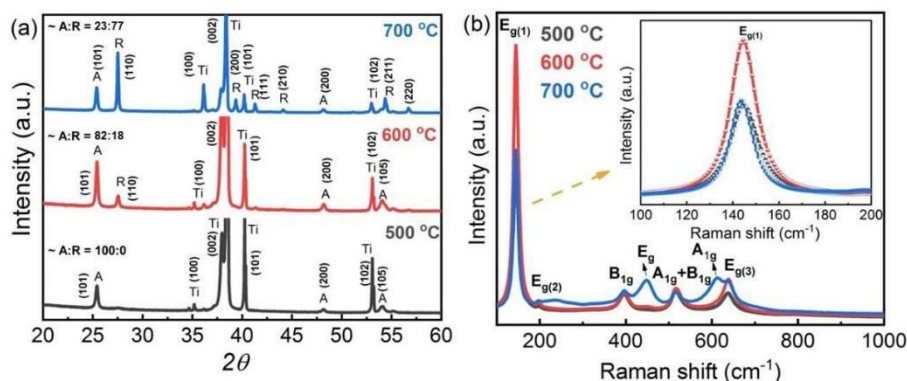 (a)
~ A:R = 23:77
700 °C
(101)
A
R
(110)
(100)
Ti
(002)
Ti
(200)
R
Ti
(101)
R
(111)
R
(210)
(200)
A
(102)
Ti
R
(211)
(220)
~ A:R = 82:18
600 °C
(101)
A
R
(110)
Ti
(100)
(002)
Ti
Ti
(101)
(200)
A
(102)
Ti
A
(105)
~ A:R = 100:0
500 °C
(101)
A
Ti
(100)
(002)
Ti
Ti
(101)
(200)
A
Ti
(102)
A
(105)
20 25 30 35 40 45 50 55 60
2θ
Intensity (a.u.)
(b)
Eg(1)
500 °C
600 °C
700 °C
Eg(1)
Intensity (a.u.)
100 120 140 160 180 200
Raman shift (cm-1)
Eg(2)
B1g
Eg
A1g+B1g
A1g
Eg(3)
200 400 600 800 1000
Raman shift (cm-1)
Intensity (a.u.)